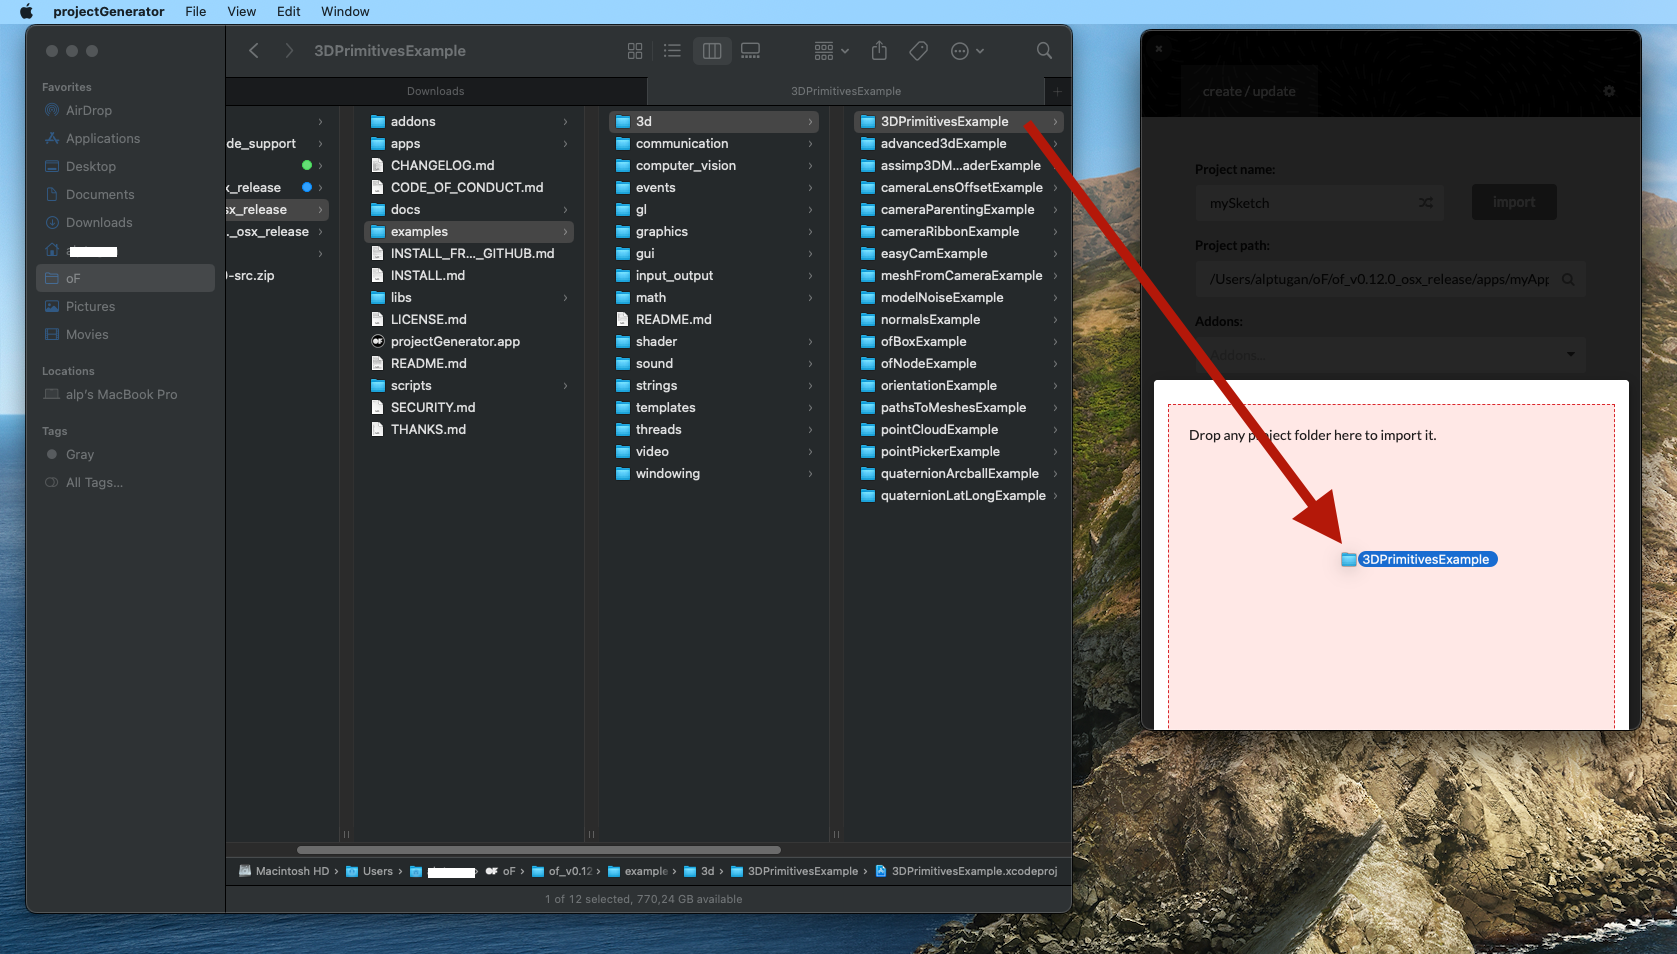 projectGenerator File View Edit Window
3DPrimitivesExample
Downloads
3DPrimitivesExample
Favorites
AirDrop
Applications
Desktop
Documents
Downloads
oF
Pictures
Movies
Locations
alp's MacBook Pro
Tags
Gray
All Tags...
de_support
x_release
sx_release
._osx_release
-src.zip
addons
apps
CHANGELOG.md
CODE_OF_CONDUCT.md
docs
examples
INSTALL_FR..._GITHUB.md
INSTALL.md
libs
LICENSE.md
projectGenerator.app
README.md
scripts
SECURITY.md
THANKS.md
3d
communication
computer_vision
events
gl
graphics
gui
input_output
math
README.md
shader
sound
strings
templates
threads
video
windowing
3DPrimitivesExample
advanced3dExample
assimp3DM...aderExample
cameraLensOffsetExample
cameraParentingExample
cameraRibbonExample
easyCamExample
meshFromCameraExample
modelNoiseExample
normalsExample
ofBoxExample
ofNodeExample
orientationExample
pathsToMeshesExample
pointCloudExample
pointPickerExample
quaternionArcballExample
quaternionLatLongExample
Macintosh HD › Users › › oF › of_v0.12 › example › 3d › 3DPrimitivesExample › 3DPrimitivesExample.xcodeproj
1 of 12 selected, 770,24 GB available
create / update
Project name:
mySketch
import
Project path:
/Users/alptugan/oF/of_v0.12.0_osx_release/apps/myApp
Addons:
Addons...
Drop any project folder here to import it.
3DPrimitivesExample